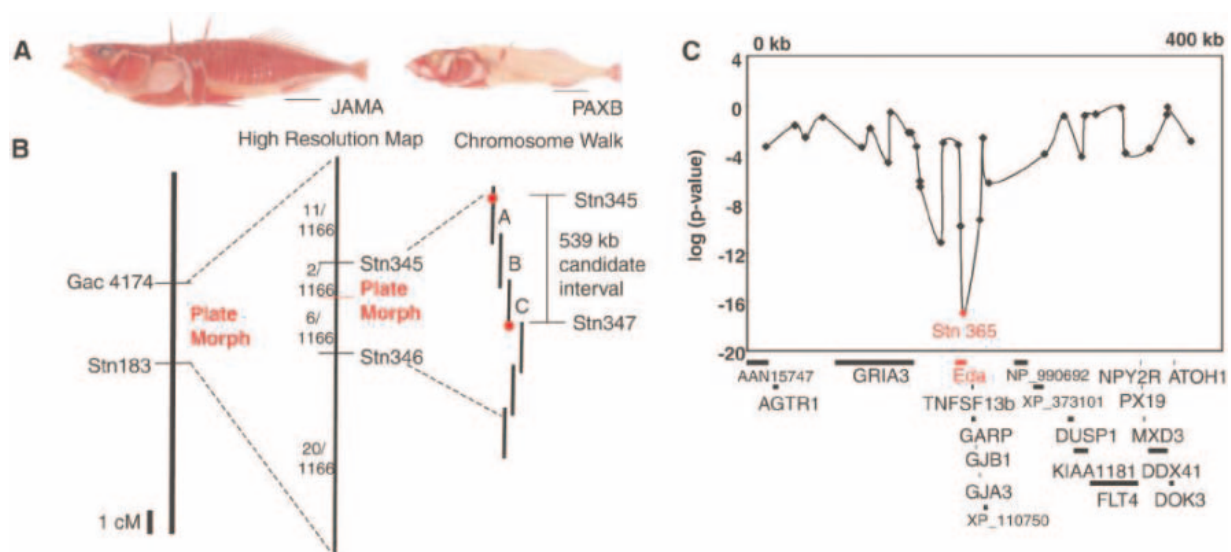 A
JAMA
PAXB
B
High Resolution Map
Chromosome Walk
Gac 4174
Stn183
Plate
Morph
1 cM
11/
1166
2/
1166
6/
1166
20/
1166
Stn345
Plate
Morph
Stn346
A
B
C
Stn345
539 kb
candidate
interval
Stn347
C
0 kb
400 kb
log (p-value)
4
0
-4
-8
-12
-16
-20
Stn 365
AAN15747
AGTR1
GRIA3
Eda
TNFSF13b
GARP
GJB1
GJA3
XP_110750
NP_990692
XP_373101
DUSP1
KIAA1181
FLT4
NPY2R
ATOH1
PX19
MXD3
DDX41
DOK3